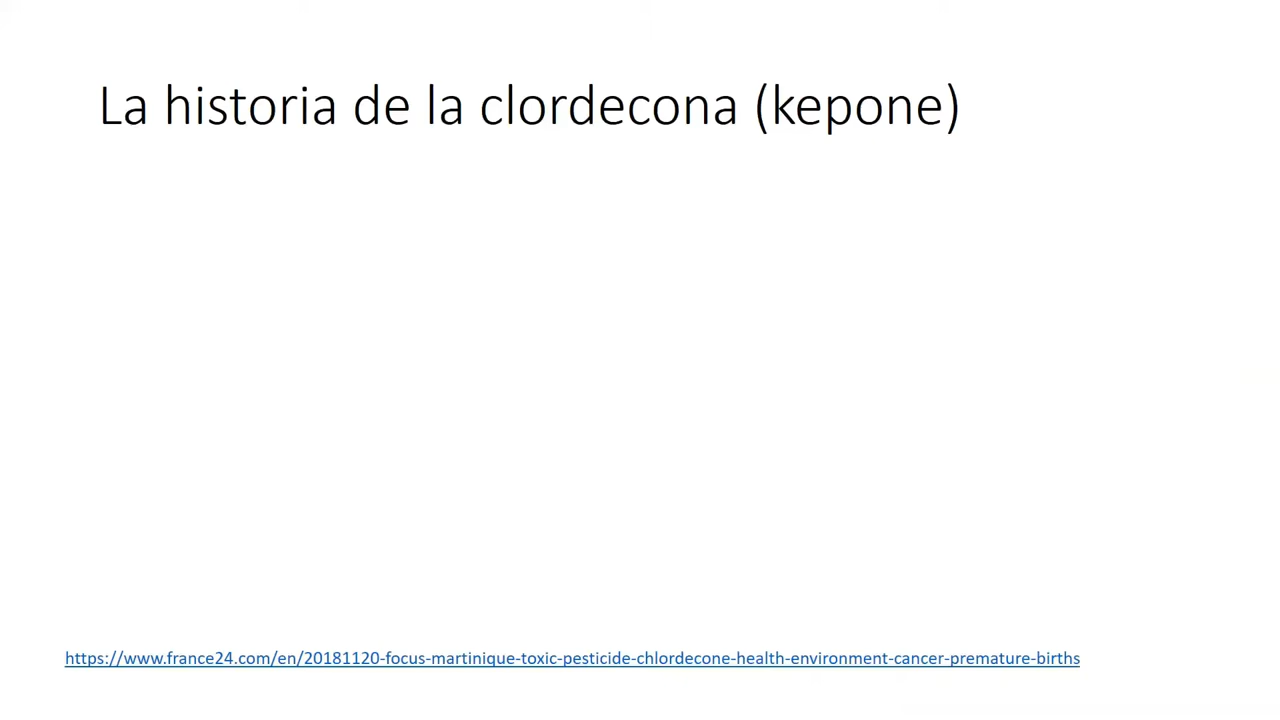 La historia de la clordecona (kepone)
https://www.france24.com/en/20181120-focus-martinique-toxic-pesticide-chlordecone-health-environment-cancer-premature-births